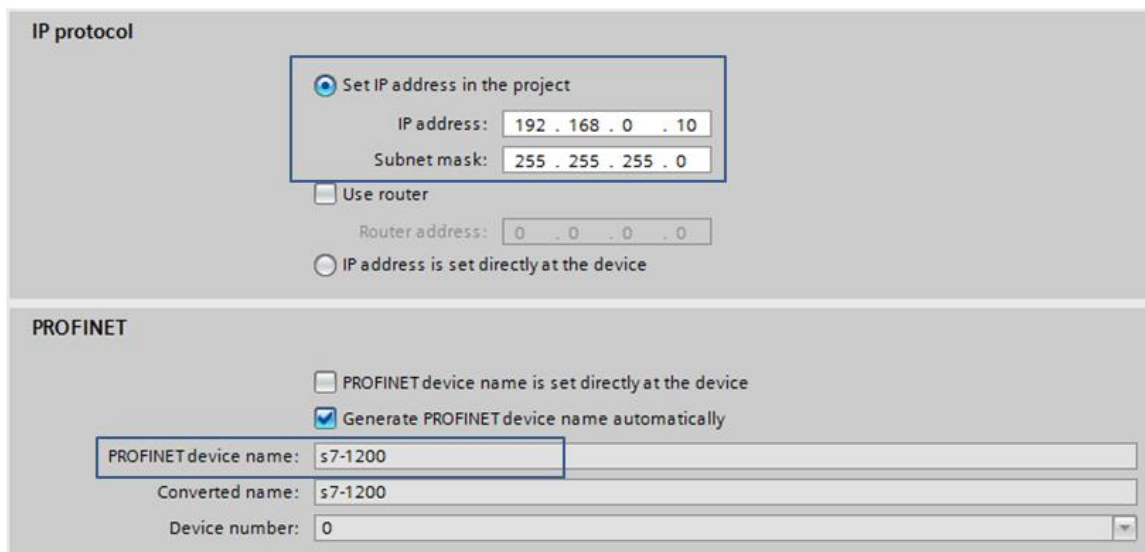 IP protocol
Set IP address in the project
IP address: 192 . 168 . 0 . 10
Subnet mask: 255 . 255 . 255 . 0
Use router
Router address: 0 . 0 . 0 . 0
IP address is set directly at the device
PROFINET
PROFINET device name is set directly at the device
Generate PROFINET device name automatically
PROFINET device name: s7-1200
Converted name: s7-1200
Device number: 0